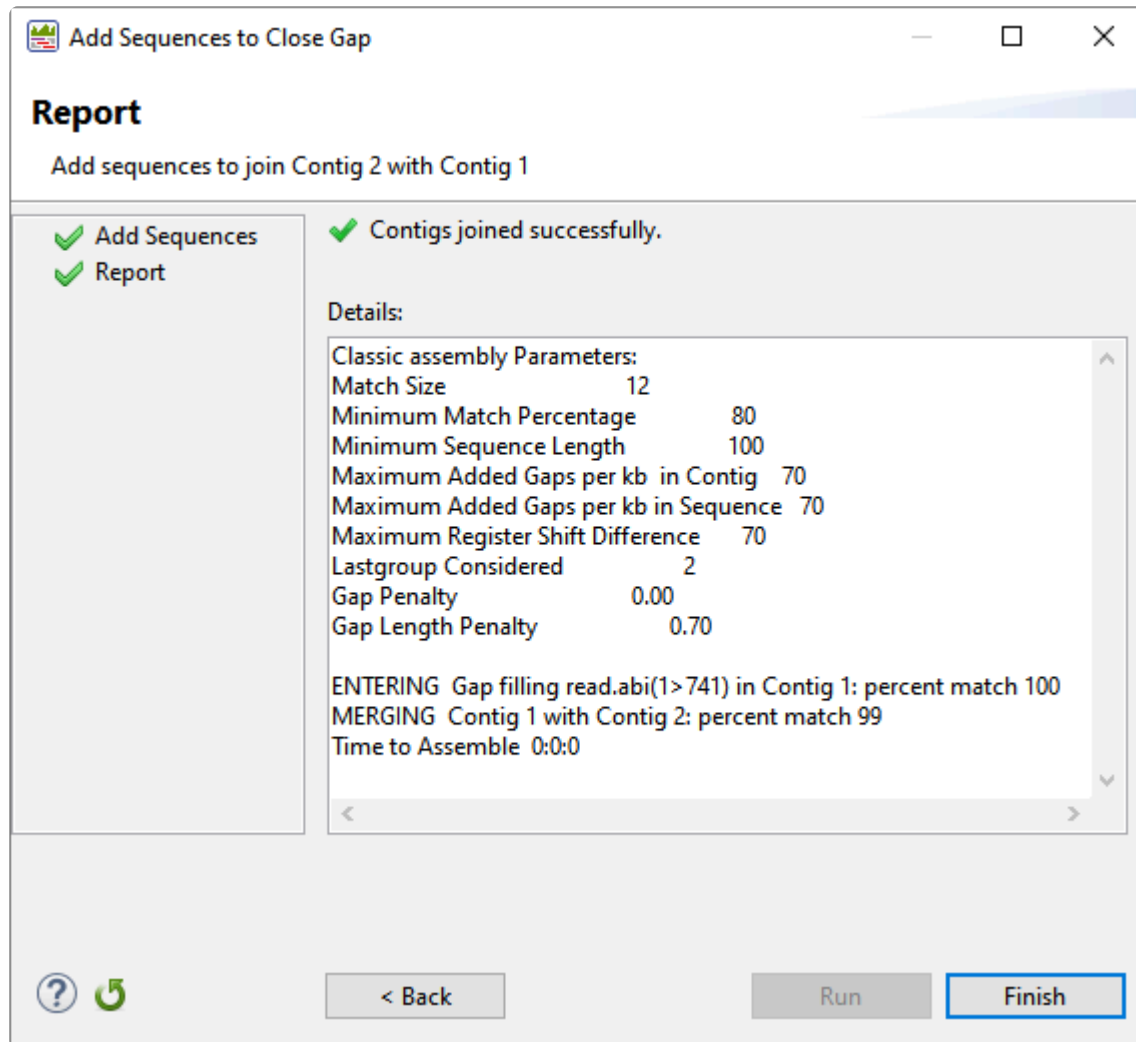 Add Sequences to Close Gap
Report
Add sequences to join Contig 2 with Contig 1
Add Sequences
Report
Contigs joined successfully.
Details:
Classic assembly Parameters:
Match Size 12
Minimum Match Percentage 80
Minimum Sequence Length 100
Maximum Added Gaps per kb in Contig 70
Maximum Added Gaps per kb in Sequence 70
Maximum Register Shift Difference 70
Lastgroup Considered 2
Gap Penalty 0.00
Gap Length Penalty 0.70
ENTERING Gap filling read.abi(1>741) in Contig 1: percent match 100
MERGING Contig 1 with Contig 2: percent match 99
Time to Assemble 0:0:0
< Back
Run
Finish